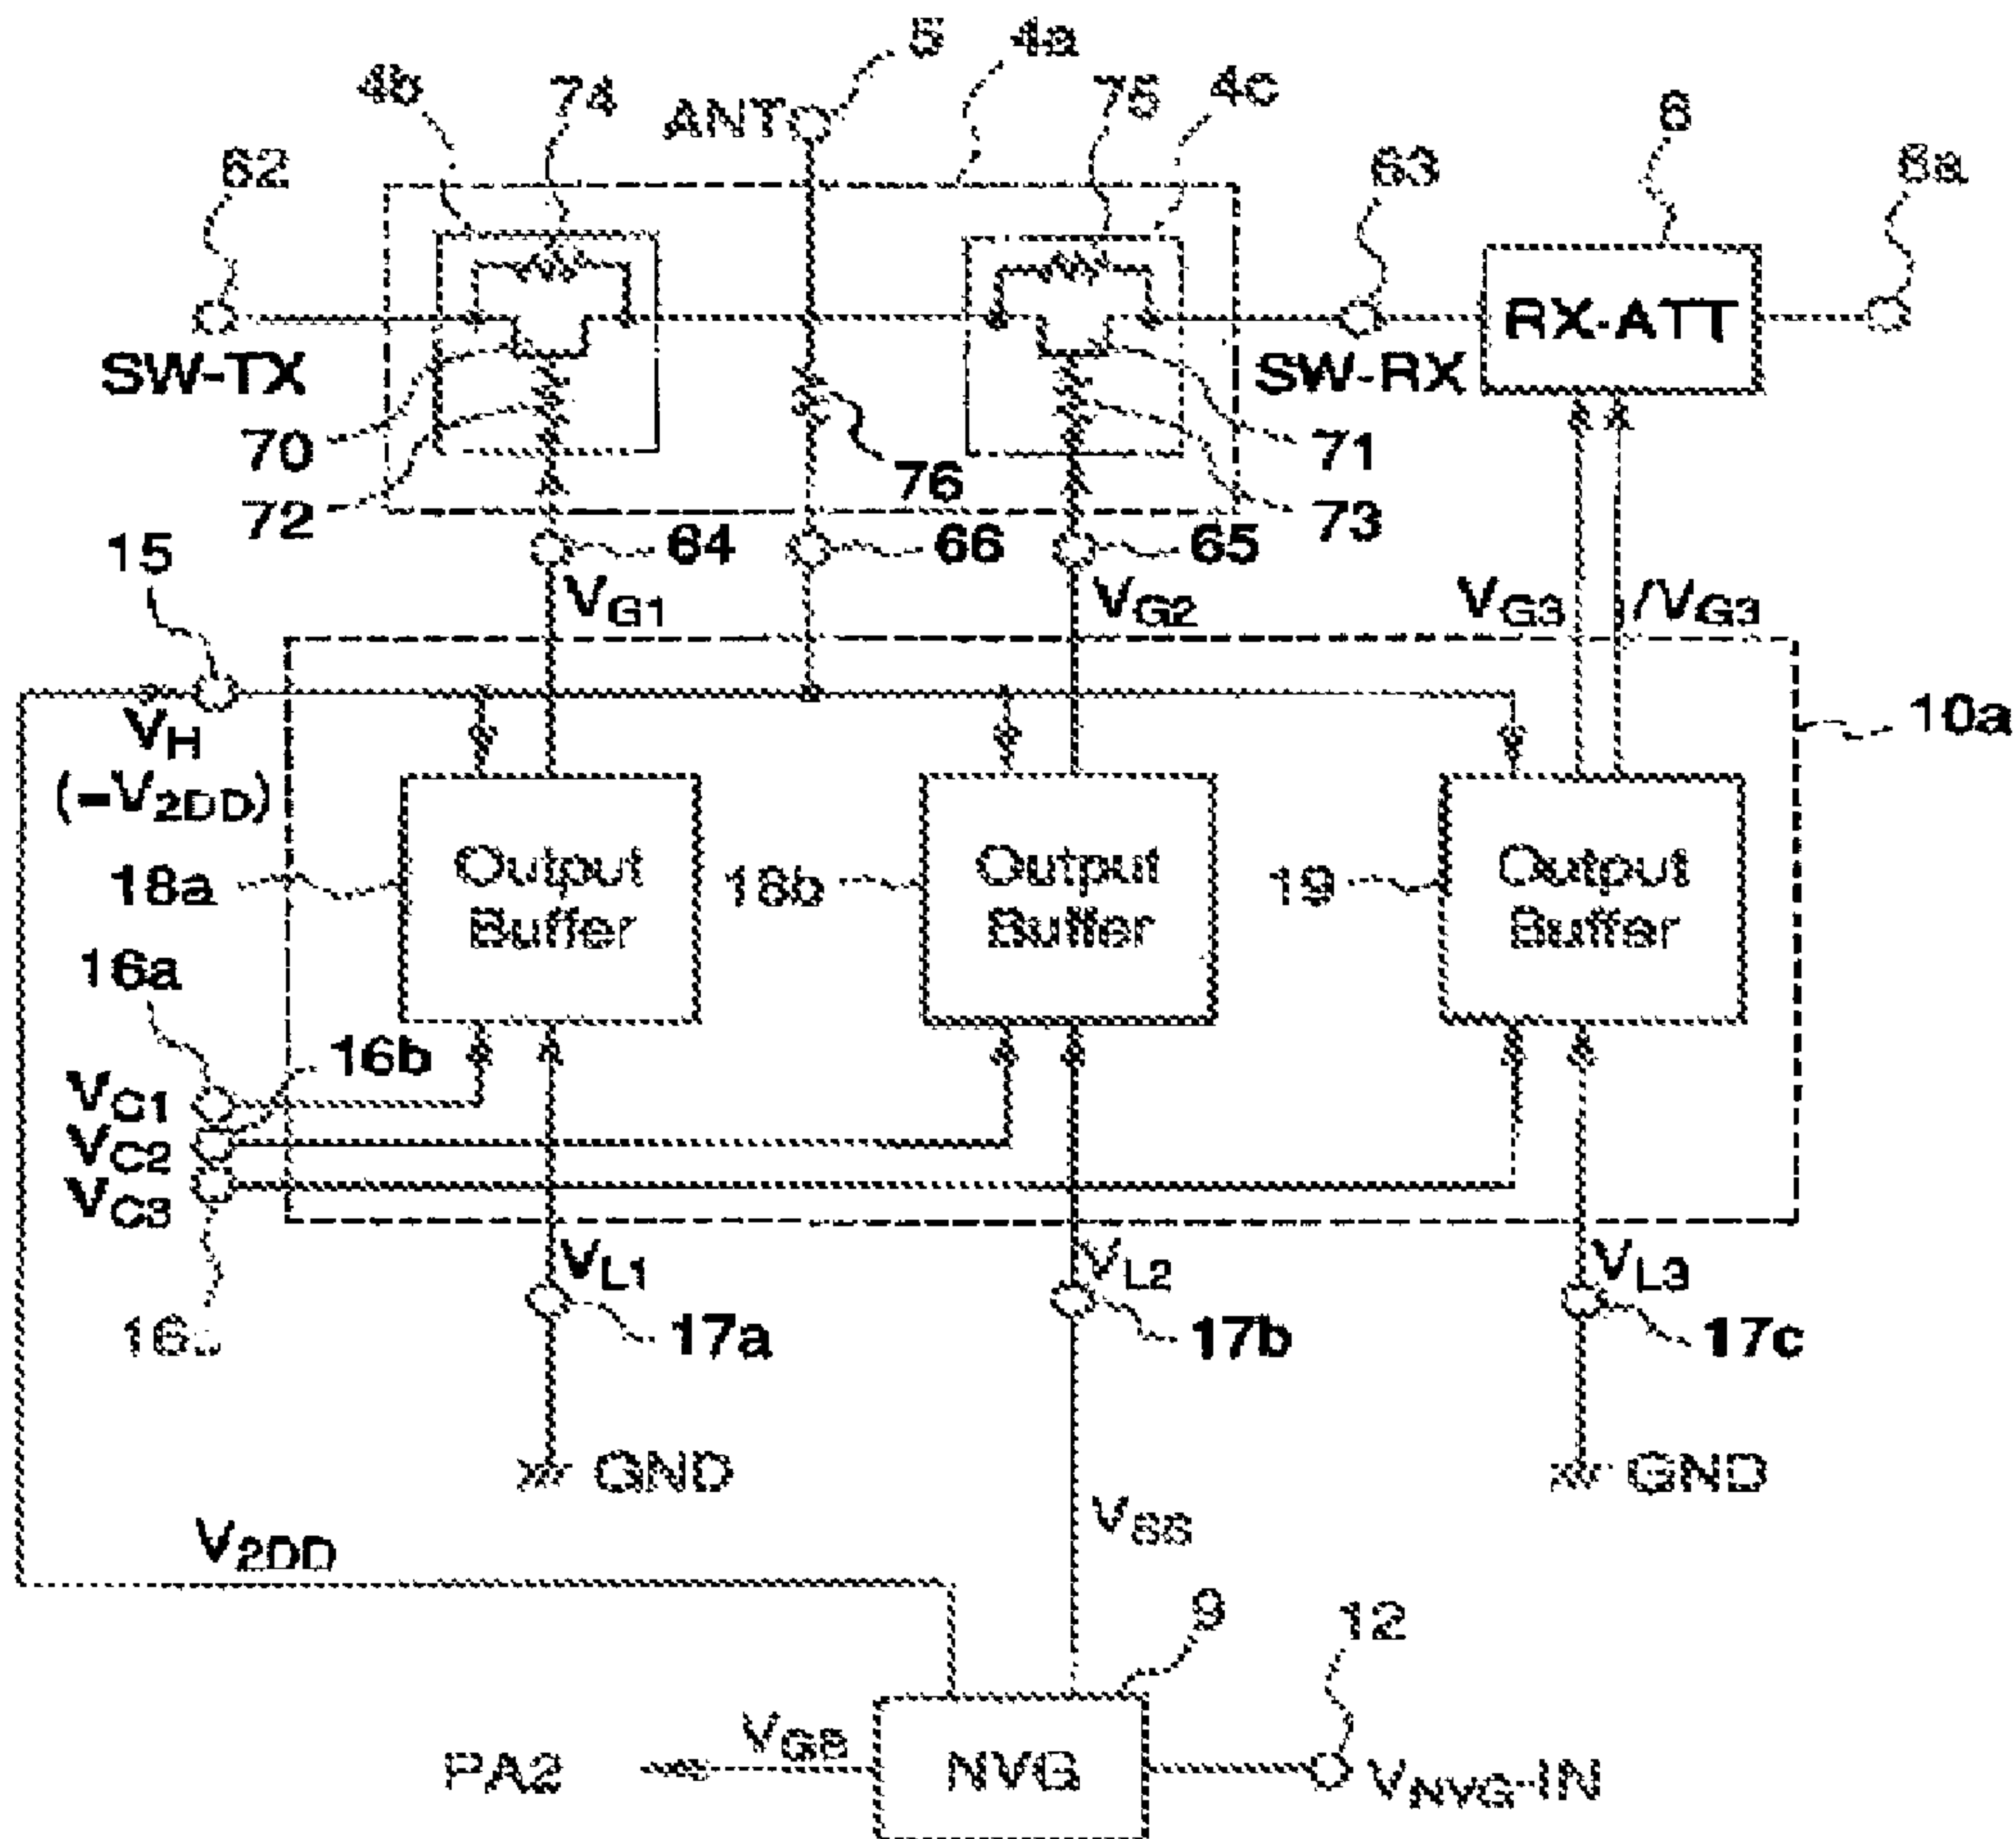 5
4a
4b
74
ANT
75
4c
6
62
63
6a
SW-TX
SW-RX
RX-ATT
70
72
76
71
73
64
66
65
15
VG1
VG2
VG3
/VG3
VH
(=V2DD)
10a
18a
Output
Buffer
18b
Output
Buffer
19
Output
Buffer
16a
16b
VC1
VC2
VC3
VL1
VL2
VL3
17a
17b
17c
GND
GND
V2DD
VSS
9
12
PA2
NVG
VNVG-IN